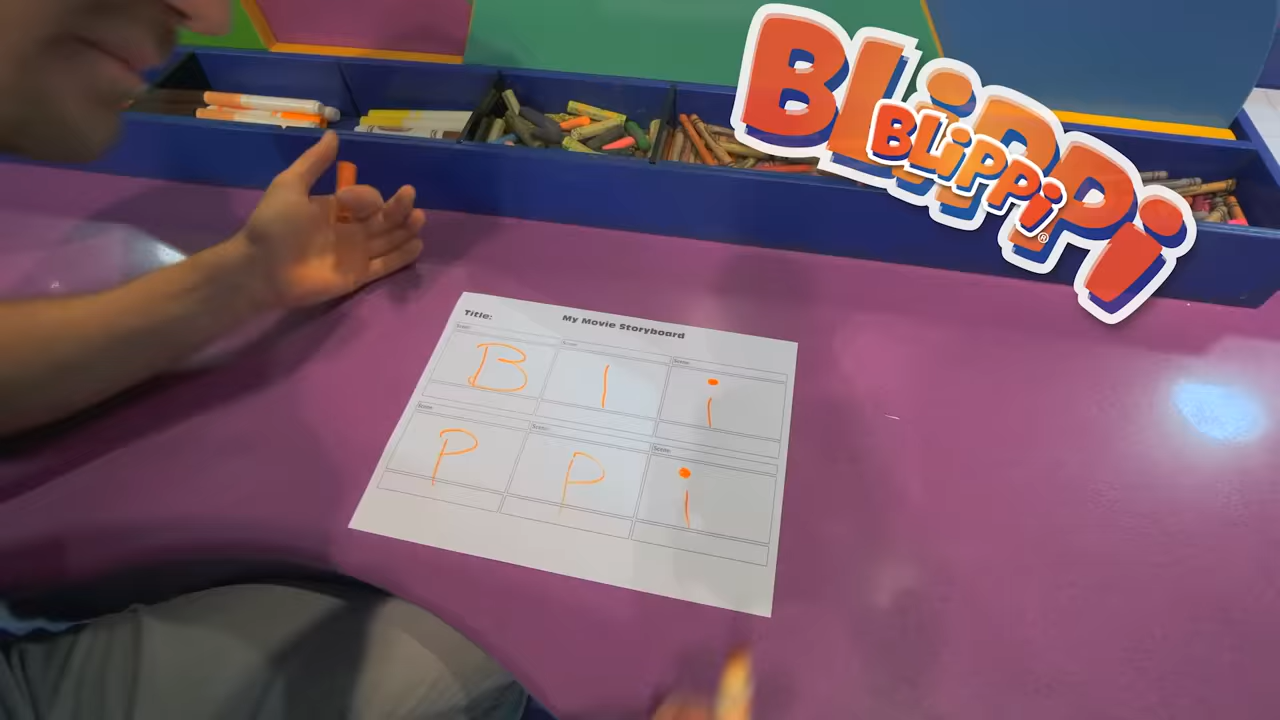 BLiPPi
BLiPPi®
Title:
My Movie Storyboard
Scene:
Scene:
Scene:
B l i
Scene:
Scene:
Scene:
P P i